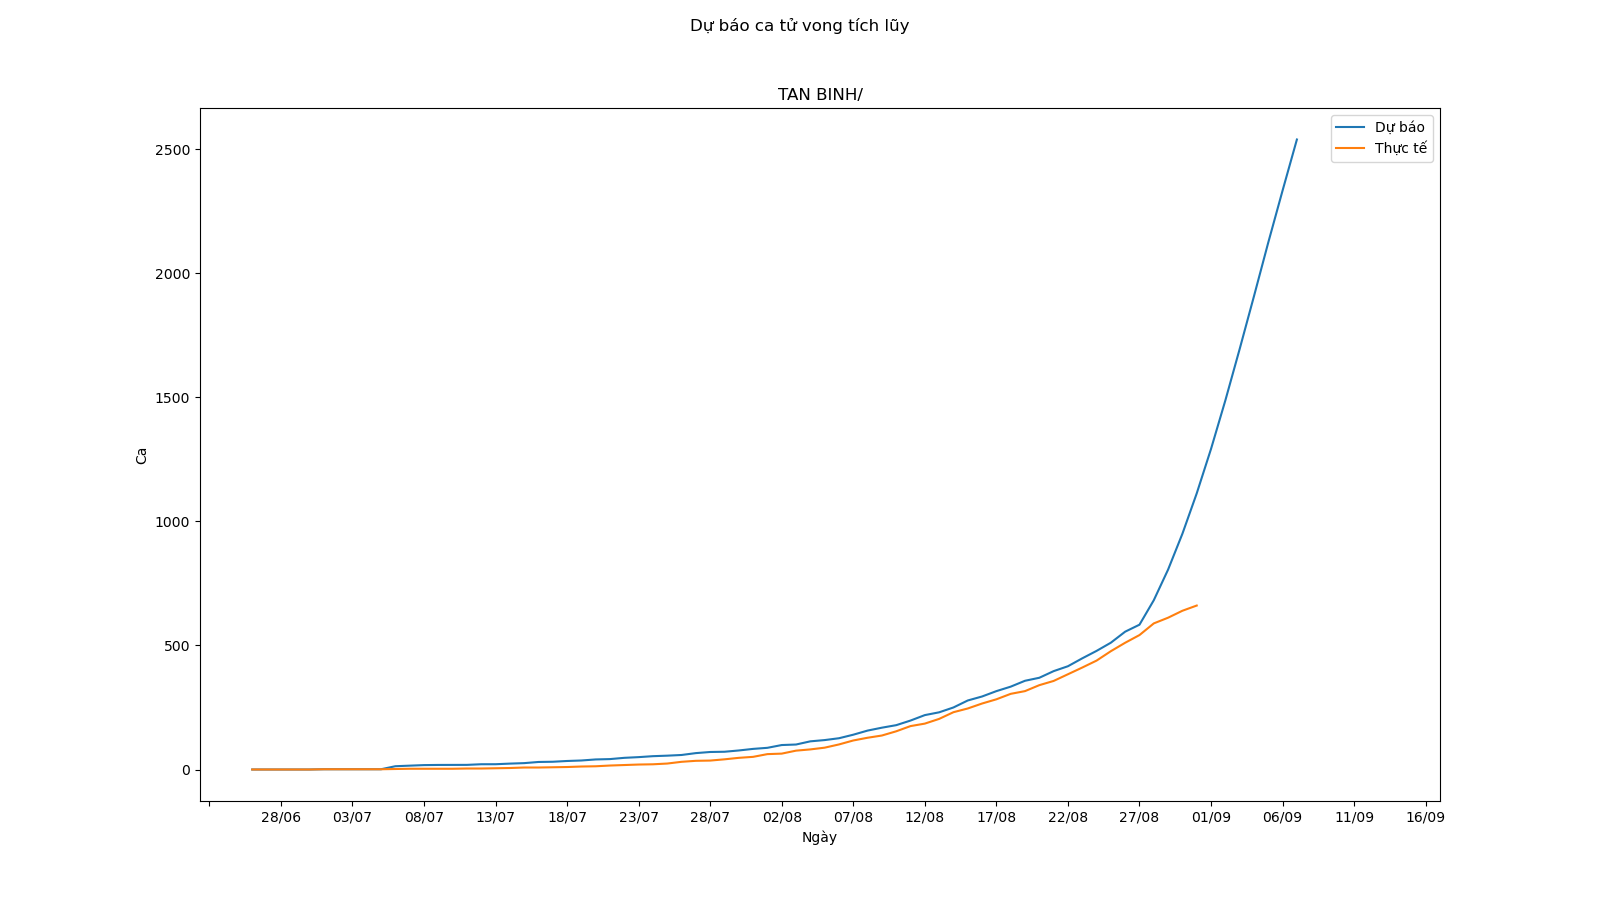 Dự báo ca tử vong tích lũy
TAN BINH/
Dự báo
Thực tế
2500
2000
1500
1000
500
0
Ca
28/06 03/07 08/07 13/07 18/07 23/07 28/07 02/08 07/08 12/08 17/08 22/08 27/08 01/09 06/09 11/09 16/09
Ngày